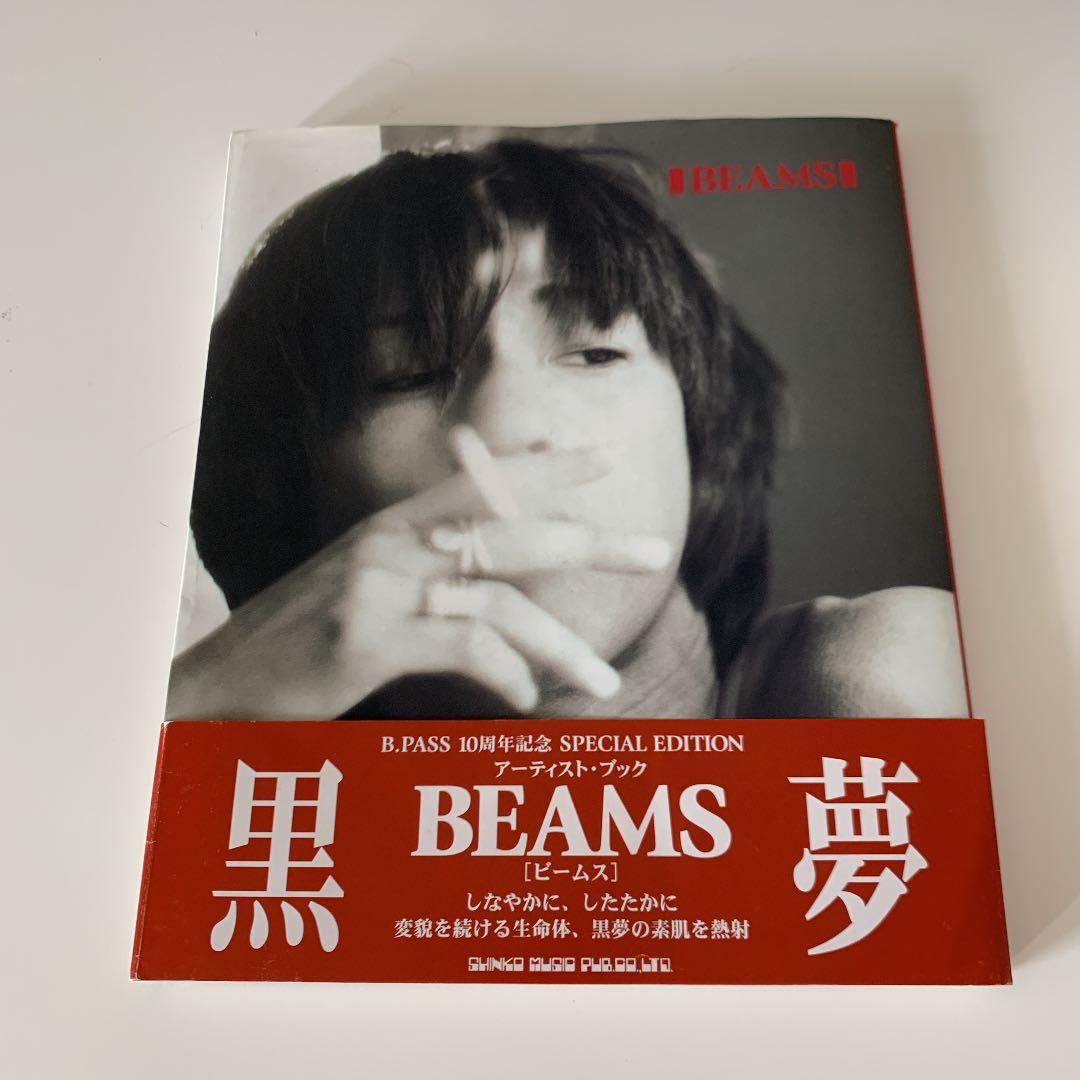 BEAMS
B.PASS 10周年記念 SPECIAL EDITION
アーティスト・ブック
黒 BEAMS 夢
[ビームス]
しなやかに、したたかに
変貌を続ける生命体、黒夢の素肌を熱射
SHINKO MUSIC PUB.CO.,LTD.